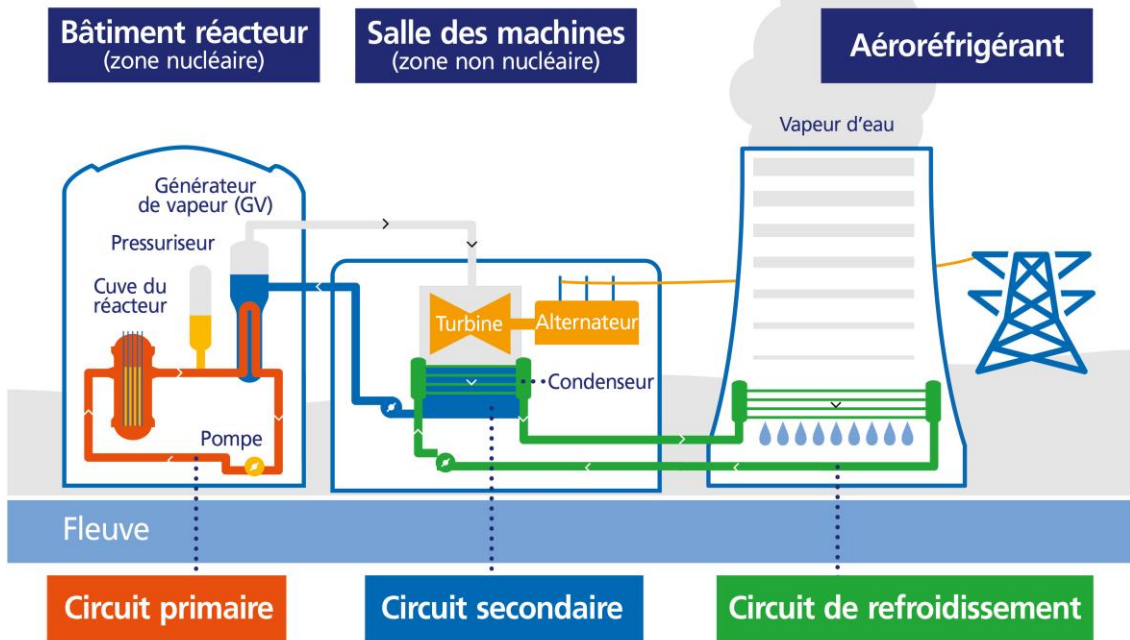 Bâtiment réacteur
(zone nucléaire)
Salle des machines
(zone non nucléaire)
Aéroréfrigérant
Vapeur d'eau
Générateur
de vapeur (GV)
Pressuriseur
Cuve du
réacteur
Turbine
Alternateur
Condenseur
Pompe
Fleuve
Circuit primaire
Circuit secondaire
Circuit de refroidissement